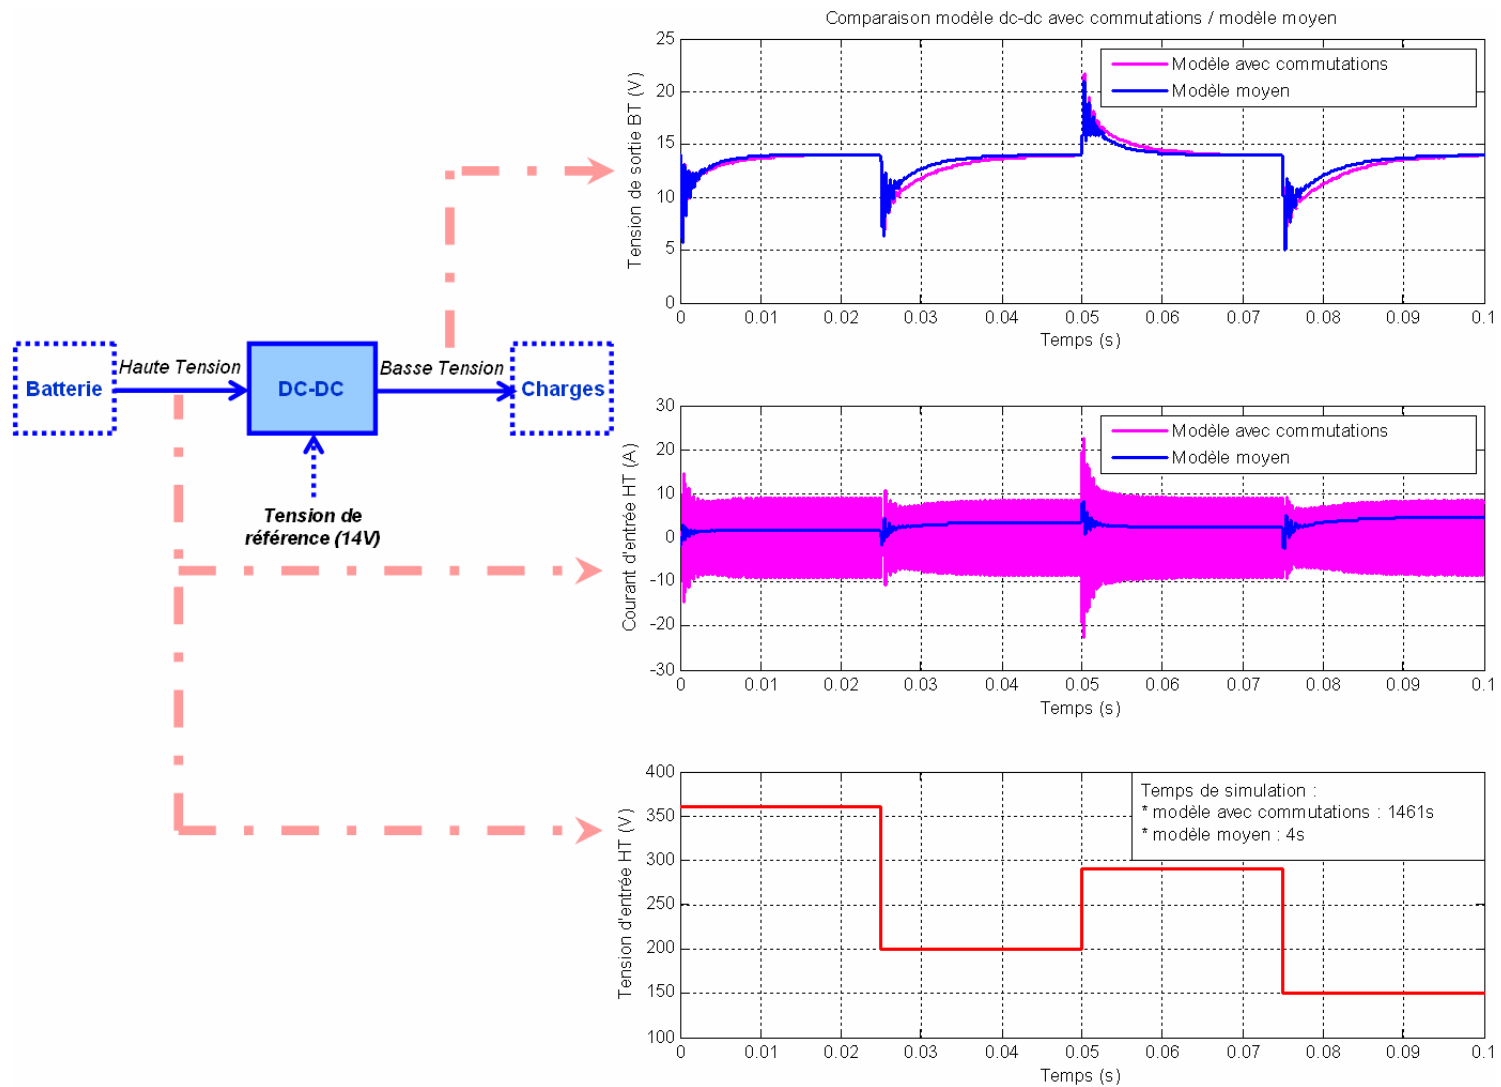 Comparaison modèle dc-dc avec commutations / modèle moyen
25
20
15
10
5
0
Tension de sortie BT (V)
Modèle avec commutations
Modèle moyen
0 0.01 0.02 0.03 0.04 0.05 0.06 0.07 0.08 0.09 0.1
Temps (s)
Batterie
Haute Tension
DC-DC
Basse Tension
Charges
Tension de
référence (14V)
30
20
10
0
-10
-20
-30
Courant d'entrée HT (A)
Modèle avec commutations
Modèle moyen
0 0.01 0.02 0.03 0.04 0.05 0.06 0.07 0.08 0.09 0.1
Temps (s)
400
350
300
250
200
150
100
Tension d'entrée HT (V)
Temps de simulation :
* modèle avec commutations : 1461s
* modèle moyen : 4s
0 0.01 0.02 0.03 0.04 0.05 0.06 0.07 0.08 0.09 0.1
Temps (s)